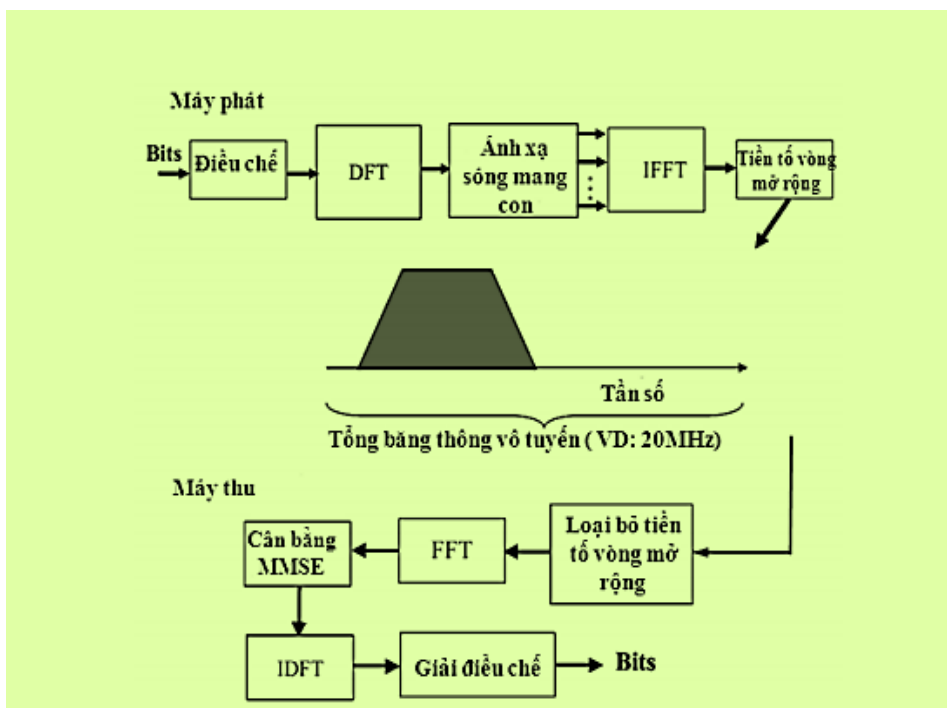 Máy phát
Bits
Điều chế
DFT
Ánh xạ
sóng mang
con
IFFT
Tiền tố vòng
mở rộng
Tần số
Tổng băng thông vô tuyến ( VD: 20MHz)
Máy thu
Cân bằng
MMSE
FFT
Loại bỏ tiền
tố vòng mở
rộng
IDFT
Giải điều chế
Bits